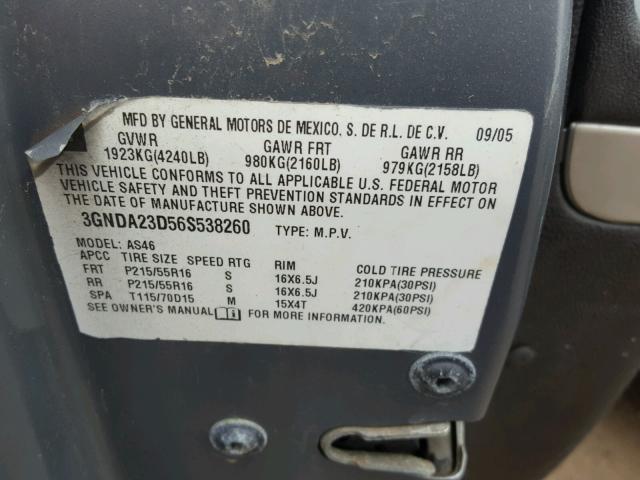 MFD BY GENERAL MOTORS DE MEXICO, S. DE R.L. DE C.V. 09/05
GVWR GAWR FRT GAWR RR
1923KG(4240LB) 980KG(2160LB) 979KG(2158LB)
THIS VEHICLE CONFORMS TO ALL APPLICABLE U.S. FEDERAL MOTOR
VEHICLE SAFETY AND THEFT PREVENTION STANDARDS IN EFFECT ON
THE DATE OF MANUFACTURE SHOWN ABOVE.
3GNDA23D56S538260 TYPE: M.P.V.
MODEL: AS46
APCC TIRE SIZE SPEED RTG RIM COLD TIRE PRESSURE
FRT P215/55R16 S 16X6.5J 210KPA(30PSI)
RR P215/55R16 S 16X6.5J 210KPA(30PSI)
SPA T115/70D15 M 15X4T 420KPA(60PSI)
SEE OWNER'S MANUAL FOR MORE INFORMATION.